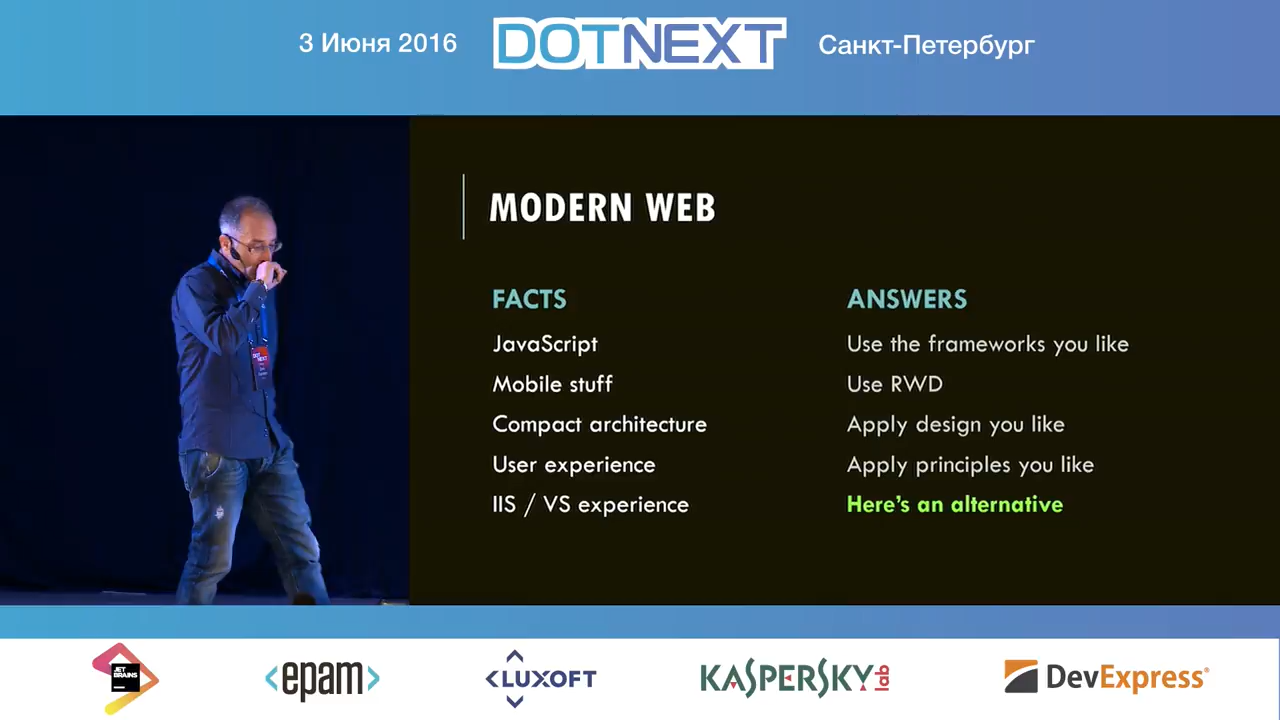 3 Июня 2016
DOTNEXT
Санкт-Петербург
MODERN WEB
FACTS
JavaScript
Mobile stuff
Compact architecture
User experience
IIS / VS experience
ANSWERS
Use the frameworks you like
Use RWD
Apply design you like
Apply principles you like
Here's an alternative
DOT
NEXT
JET
BRAINS
<epam>
LUXOFT
KASPERSKY lab
DevExpress®